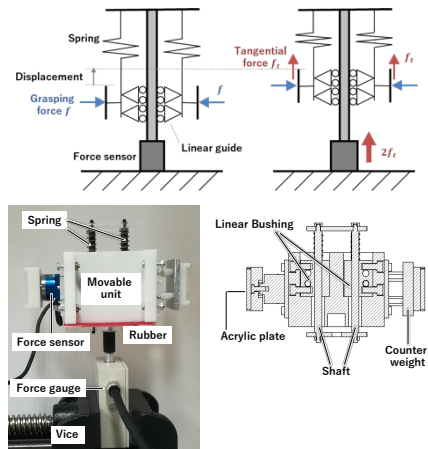 Spring
Displacement
Grasping
force f
f
Force sensor
Linear guide
Tangential
force fₜ
fₜ
2fₜ
Spring
Movable
unit
Force sensor
Rubber
Force gauge
Vice
Linear Bushing
Acrylic plate
Shaft
Counter
weight